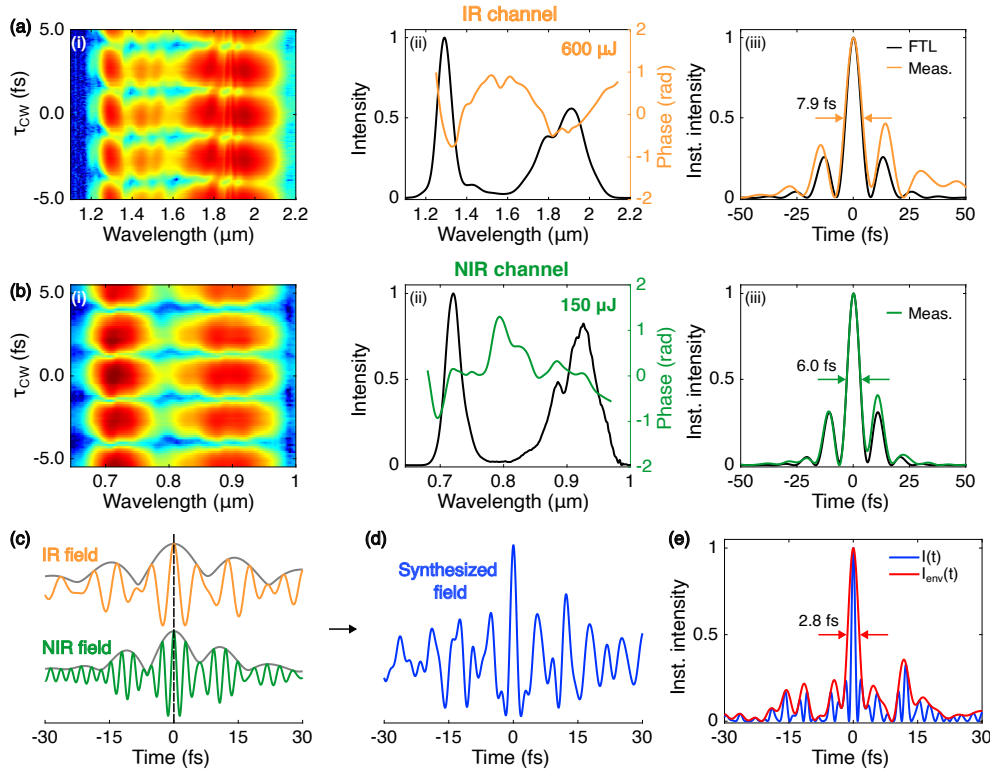 IR channel
(a)
(i)
5.0
0.0
-5.0
τCW (fs)
1.2 1.4 1.6 1.8 2 2.2
Wavelength (μm)
(ii)
600 μJ
1
0.5
0
Intensity
2
1
0
-1
-2
Phase (rad)
1.2 1.4 1.6 1.8 2 2.2
Wavelength (μm)
(iii)
FTL
Meas.
7.9 fs
1
0.5
0
Inst. intensity
-50 -25 0 25 50
Time (fs)
NIR channel
(b)
(i)
5.0
0.0
-5.0
τCW (fs)
0.7 0.8 0.9 1
Wavelength (μm)
(ii)
150 μJ
1
0.5
0
Intensity
2
1
0
-1
-2
Phase (rad)
0.7 0.8 0.9 1
Wavelength (μm)
(iii)
Meas.
6.0 fs
1
0.5
0
Inst. intensity
-50 -25 0 25 50
Time (fs)
(c)
IR field
NIR field
-30 -15 0 15 30
Time (fs)
(d)
Synthesized
field
-30 -15 0 15 30
Time (fs)
(e)
I(t)
Ienv(t)
2.8 fs
1
0.5
0
Inst. intensity
-30 -15 0 15 30
Time (fs)